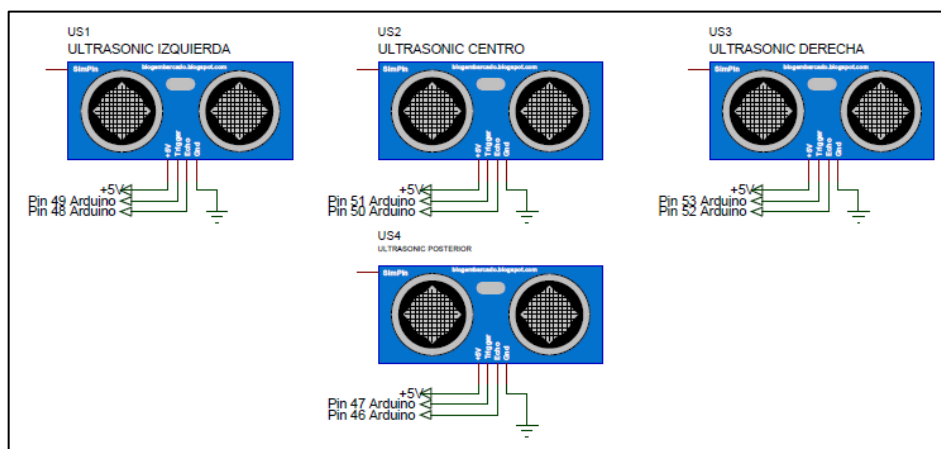 US1
ULTRASONIC IZQUIERDA
SimPin
blogembarcado.blogspot.com
+5V
Trigger
Echo
Gnd
+5V
Pin 49 Arduino
Pin 48 Arduino
US2
ULTRASONIC CENTRO
SimPin
blogembarcado.blogspot.com
+5V
Trigger
Echo
Gnd
+5V
Pin 51 Arduino
Pin 50 Arduino
US3
ULTRASONIC DERECHA
SimPin
blogembarcado.blogspot.com
+5V
Trigger
Echo
Gnd
+5V
Pin 53 Arduino
Pin 52 Arduino
US4
ULTRASONIC POSTERIOR
SimPin
blogembarcado.blogspot.com
+5V
Trigger
Echo
Gnd
+5V
Pin 47 Arduino
Pin 46 Arduino